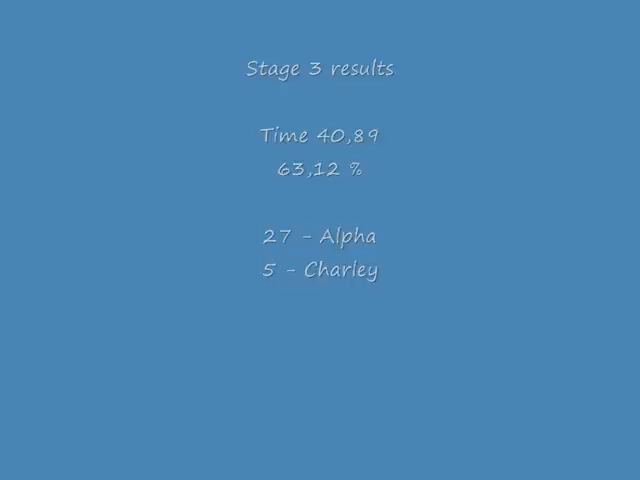 Stage 3 results
Time 40,89
63,12 %
27 - Alpha
5 - Charley